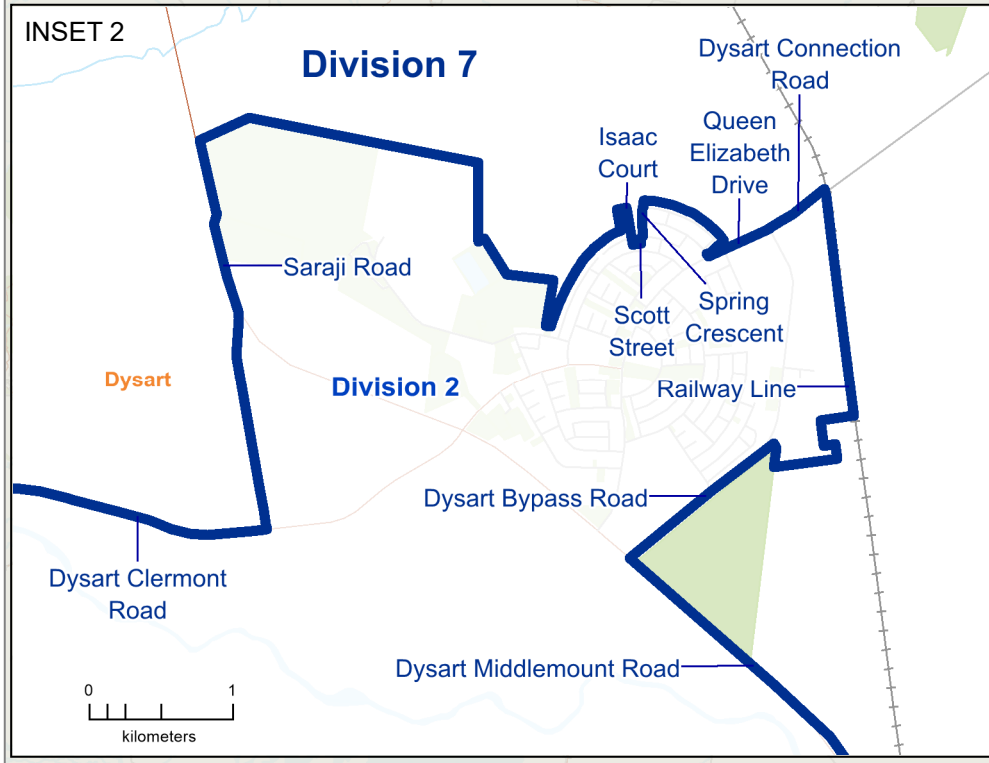 INSET 2
Division 7
Dysart Connection
Road
Queen
Elizabeth
Drive
Isaac
Court
Saraji Road
Spring
Crescent
Scott
Street
Dysart
Division 2
Railway Line
Dysart Bypass Road
Dysart Clermont
Road
Dysart Middlemount Road
0 1
kilometers